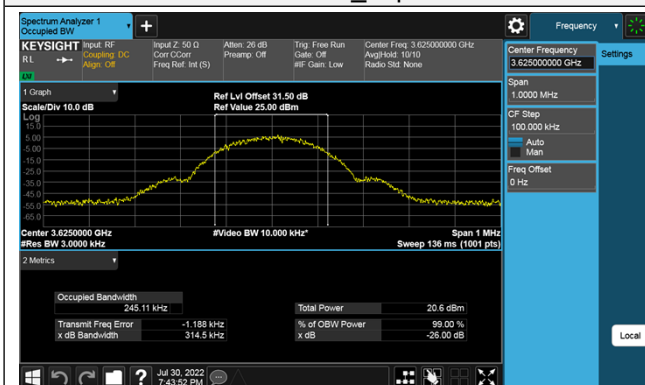 Spectrum Analyzer 1
Occupied BW
Frequency
KEYSIGHT
RL
Input: RF
Coupling: DC
Align: Off
Input Z: 50 Ω
Corr CCorr
Freq Ref: Int (S)
Atten: 26 dB
Preamp: Off
Trig: Free Run
Gate: Off
#IF Gain: Low
Center Freq: 3.625000000 GHz
Avg|Hold: 10/10
Radio Std: None
Center Frequency
3.625000000 GHz
Settings
Span
1.0000 MHz
CF Step
100.000 kHz
Auto
Man
Freq Offset
0 Hz
1 Graph
Scale/Div 10.0 dB
Ref Lvl Offset 31.50 dB
Ref Value 25.00 dBm
Log
15.0
5.00
-5.00
-15.0
-25.0
-35.0
-45.0
-55.0
-65.0
Center 3.6250000 GHz
#Video BW 10.000 kHz*
Span 1 MHz
#Res BW 3.0000 kHz
Sweep 136 ms (1001 pts)
2 Metrics
Occupied Bandwidth
245.11 kHz
Total Power 20.6 dBm
Transmit Freq Error -1.188 kHz
% of OBW Power 99.00 %
x dB Bandwidth 314.5 kHz
x dB -26.00 dB
Local
?
Jul 30, 2022
7:43:52 PM